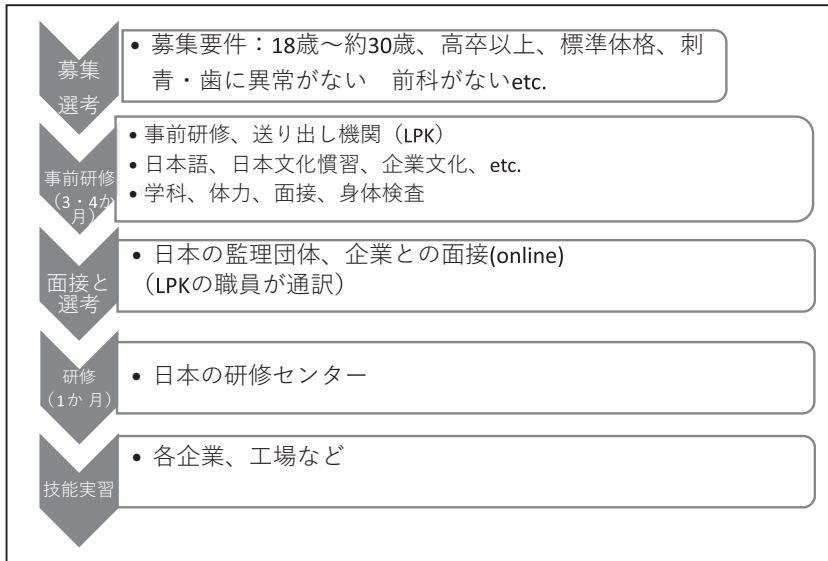 募集
選考
• 募集要件：18歳～約30歳、高卒以上、標準体格、刺
青・歯に異常がない　前科がないetc.
事前研修
（3・4か
月）
• 事前研修、送り出し機関（LPK）
• 日本語、日本文化慣習、企業文化、etc.
• 学科、体力、面接、身体検査
面接と
選考
• 日本の監理団体、企業との面接(online)
（LPKの職員が通訳）
研修
（1か 月）
• 日本の研修センター
技能実習
• 各企業、工場など